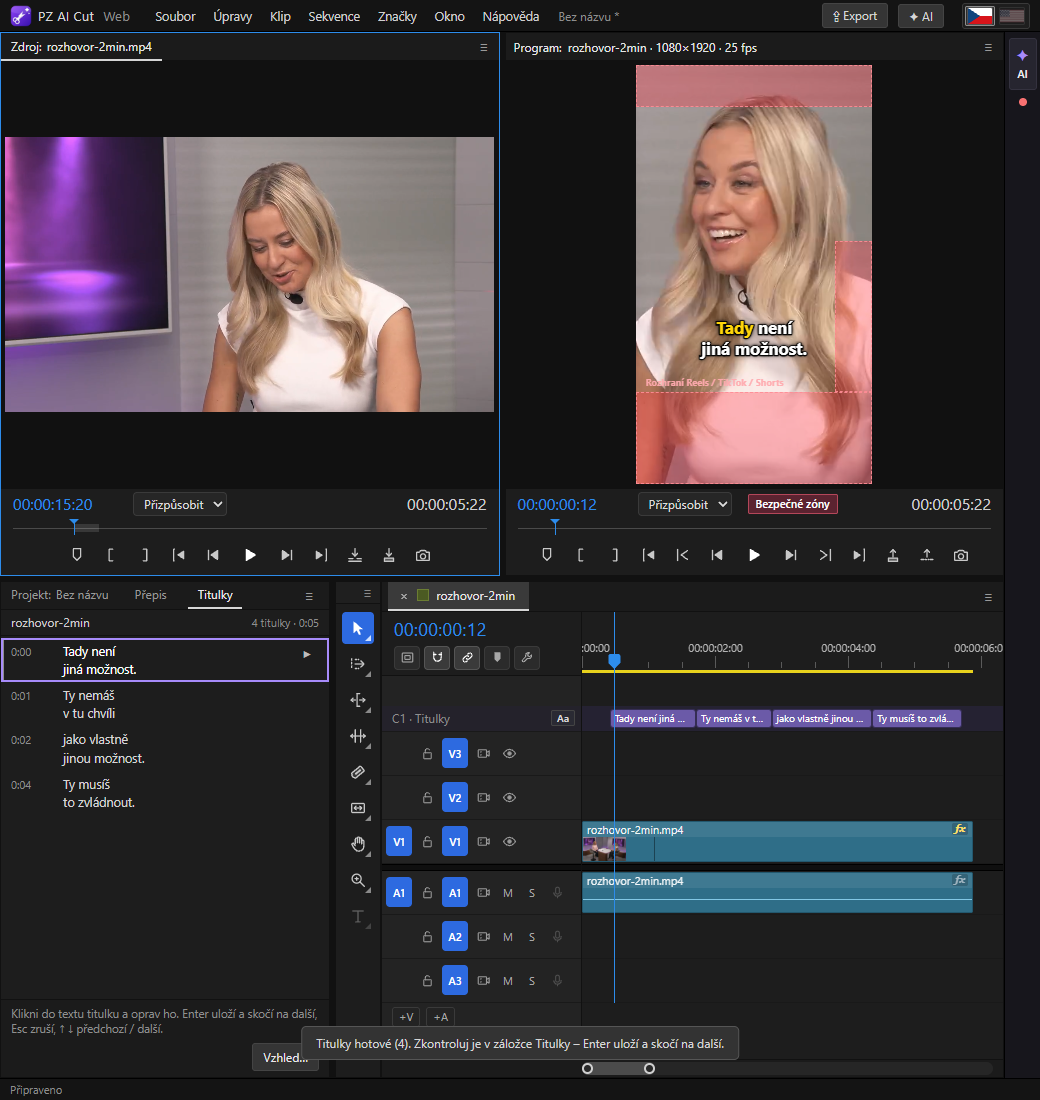 PZ AI Cut Web
Soubor Úpravy Klip Sekvence Značky Okno Nápověda Bez názvu *
Export
AI
Zdroj: rozhovor-2min.mp4
Program: rozhovor-2min · 1080×1920 · 25 fps
AI
Tady není
jiná možnost.
Rozhraní Reels / TikTok / Shorts
00:00:15:20 Přizpůsobit 00:00:05:22
00:00:00:12 Přizpůsobit Bezpečné zóny 00:00:05:22
Projekt: Bez názvu Přepis Titulky
rozhovor-2min 4 titulky · 0:05
0:00 Tady není
jiná možnost.
0:01 Ty nemáš
v tu chvíli
0:02 jako vlastně
jinou možnost.
0:04 Ty musíš
to zvládnout.
Klikni do textu titulku a oprav ho. Enter uloží a skočí na další,
Esc zruší, ↑ ↓ předchozí / další.
Vzhled...
× rozhovor-2min
00:00:00:12
:00:00 00:00:02:00 00:00:04:00 00:00:06:0
C1 · Titulky Aa
Tady není jiná ... Ty nemáš v t... jako vlastně jinou ... Ty musíš to zvlá...
V3
V2
V1 V1
rozhovor-2min.mp4 fx
A1 A1 M S
rozhovor-2min.mp4 fx
A2 M S
A3 M S
+V +A
Titulky hotové (4). Zkontroluj je v záložce Titulky – Enter uloží a skočí na další.
Připraveno